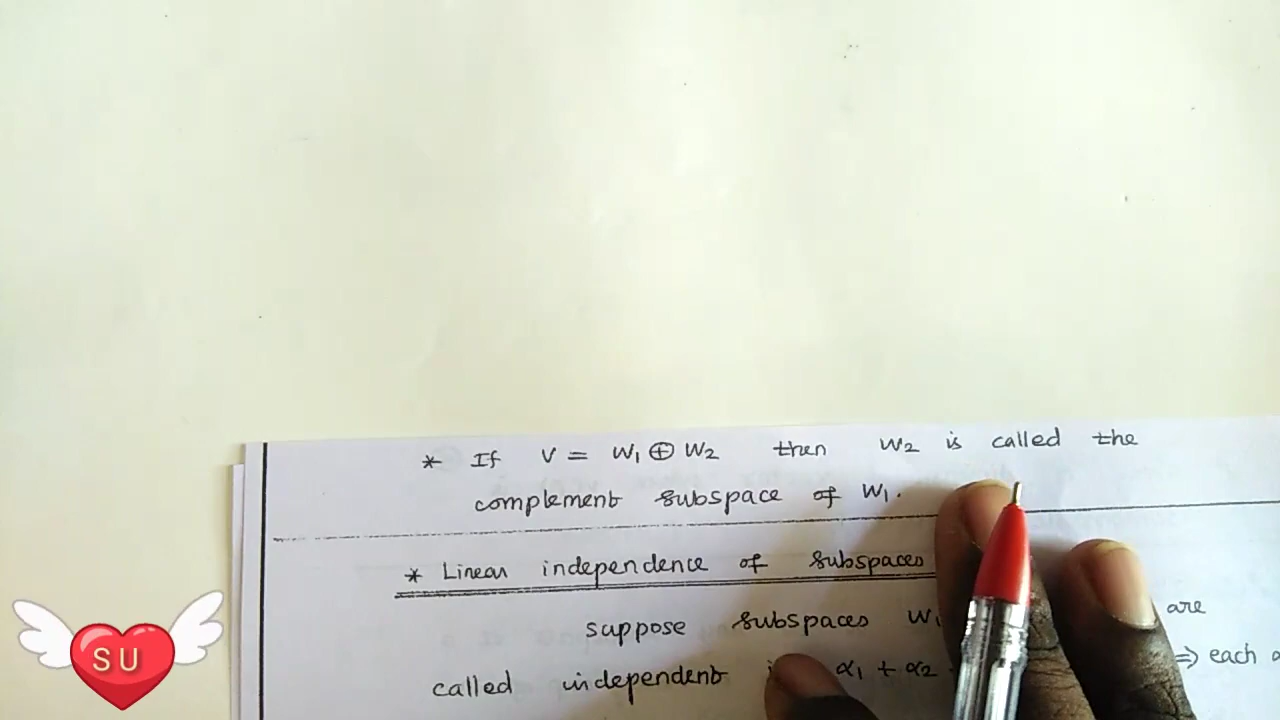 * If V = W₁ ⊕ W₂ then W₂ is called the
complement subspace of W₁.
* Linear independence of subspaces
suppose subspaces W₁ are
called independent α₁ + α₂ ⇒ each
SU